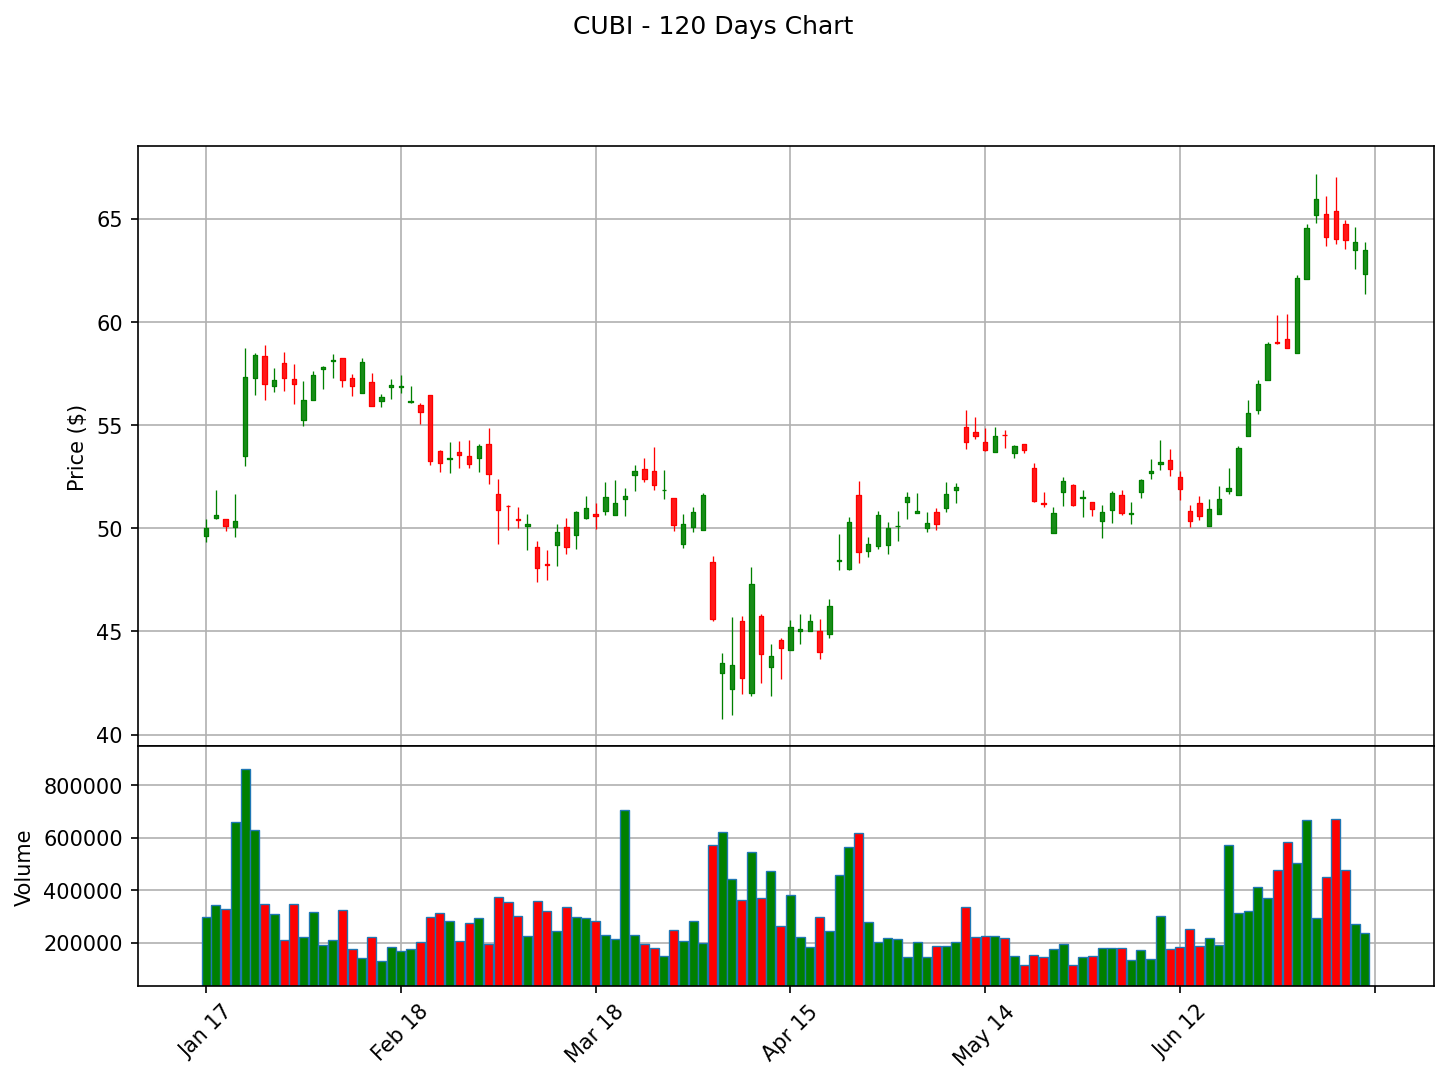 CUBI - 120 Days Chart
Price ($)
65
60
55
50
45
40
Volume
800000
600000
400000
200000
Jan 17
Feb 18
Mar 18
Apr 15
May 14
Jun 12